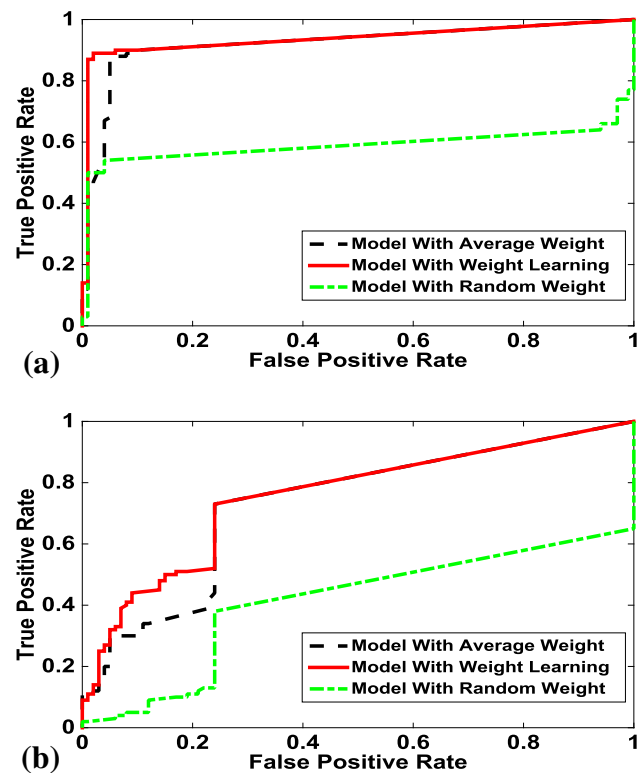 1
0.8
0.6
0.4
0.2
0
True Positive Rate
Model With Average Weight
Model With Weight Learning
Model With Random Weight
0 0.2 0.4 0.6 0.8 1
False Positive Rate
(a)
1
0.8
0.6
0.4
0.2
0
True Positive Rate
Model With Average Weight
Model With Weight Learning
Model With Random Weight
0 0.2 0.4 0.6 0.8 1
False Positive Rate
(b)